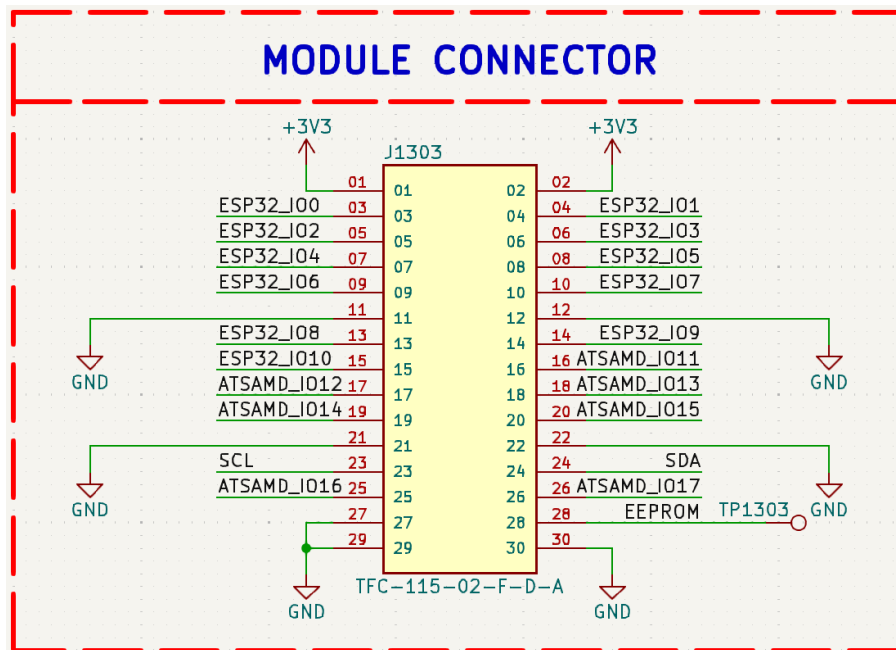 MODULE CONNECTOR
+3V3 +3V3
J1303
01 01 02 02
ESP32_IO0 03 03 04 04 ESP32_IO1
ESP32_IO2 05 05 06 06 ESP32_IO3
ESP32_IO4 07 07 08 08 ESP32_IO5
ESP32_IO6 09 09 10 10 ESP32_IO7
11 11 12 12
ESP32_IO8 13 13 14 14 ESP32_IO9
ESP32_IO10 15 15 16 16 ATSAMD_IO11
GND GND
ATSAMD_IO12 17 17 18 18 ATSAMD_IO13
ATSAMD_IO14 19 19 20 20 ATSAMD_IO15
21 21 22 22
SCL 23 23 24 24 SDA
ATSAMD_IO16 25 25 26 26 ATSAMD_IO17
GND GND
27 27 28 28 EEPROM TP1303
29 29 30 30
TFC-115-02-F-D-A
GND GND